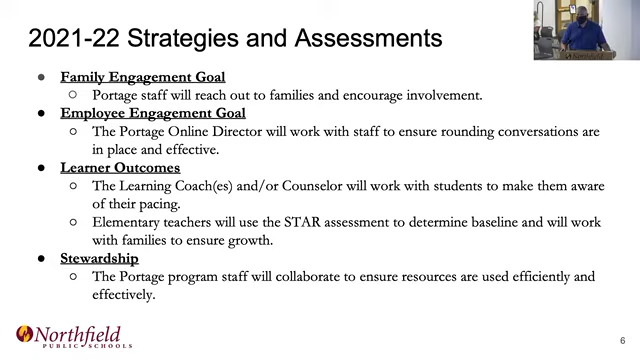 2021-22 Strategies and Assessments
● Family Engagement Goal
○ Portage staff will reach out to families and encourage involvement.
● Employee Engagement Goal
○ The Portage Online Director will work with staff to ensure rounding conversations are
in place and effective.
● Learner Outcomes
○ The Learning Coach(es) and/or Counselor will work with students to make them aware
of their pacing.
○ Elementary teachers will use the STAR assessment to determine baseline and will work
with families to ensure growth.
● Stewardship
○ The Portage program staff will collaborate to ensure resources are used efficiently and
effectively.
Northfield
PUBLIC SCHOOLS
6
Northfield